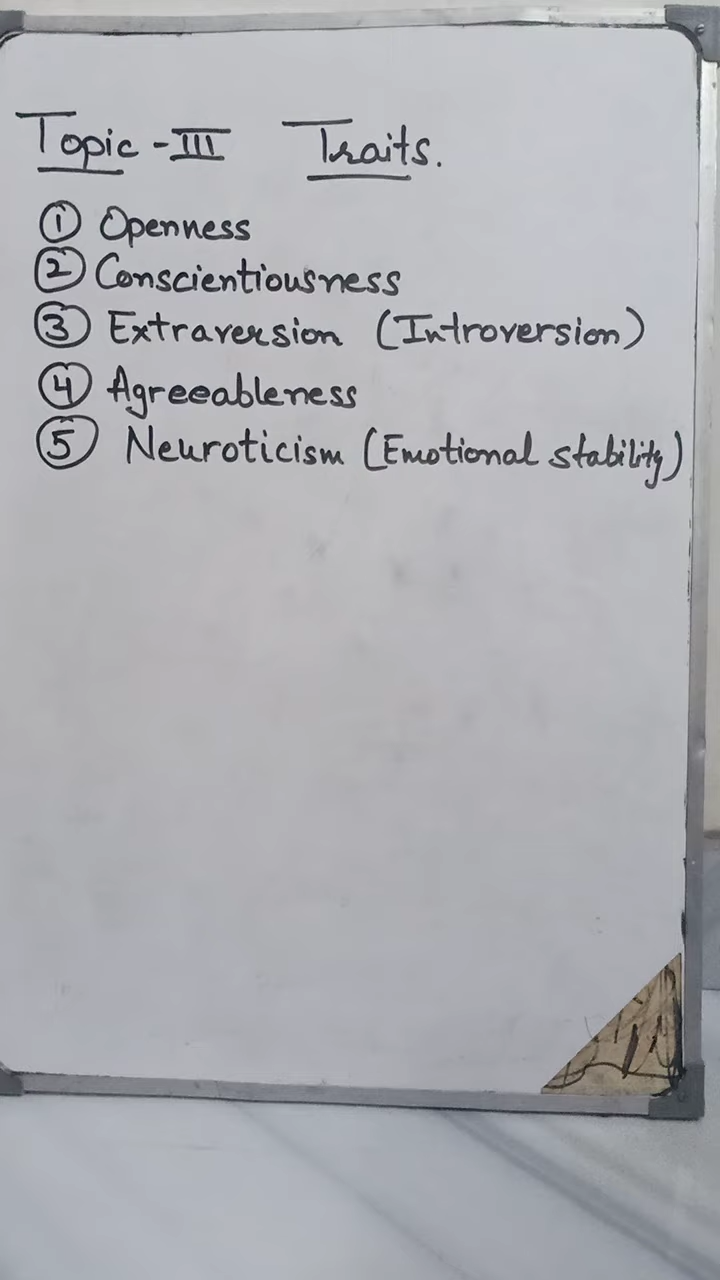 Topic-III Traits.
① Openness
② Conscientiousness
③ Extraversion (Introversion)
④ Agreeableness
⑤ Neuroticism (Emotional stability)